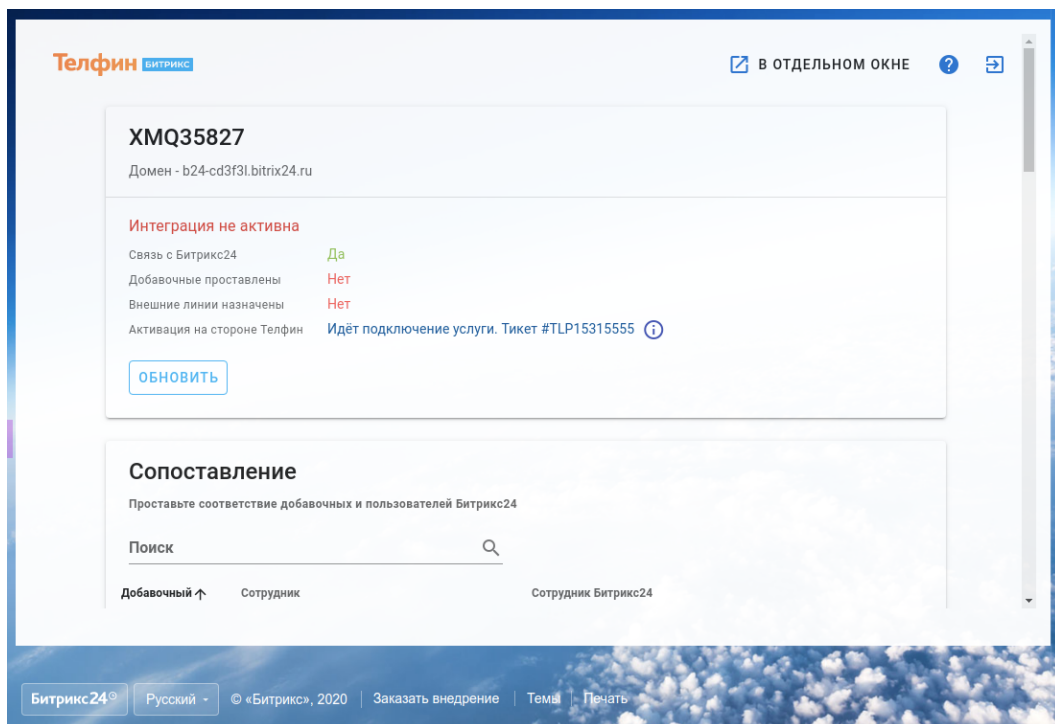 Телфин БИТРИКС
В ОТДЕЛЬНОМ ОКНЕ
XMQ35827
Домен - b24-cd3f3l.bitrix24.ru
Интеграция не активна
Связь с Битрикс24 Да
Добавочные проставлены Нет
Внешние линии назначены Нет
Активация на стороне Телфин Идёт подключение услуги. Тикет #TLP15315555
ОБНОВИТЬ
Сопоставление
Проставьте соответствие добавочных и пользователей Битрикс24
Поиск
Добавочный Сотрудник Сотрудник Битрикс24
Битрикс24 Русский © «Битрикс», 2020 Заказать внедрение Темы Печать